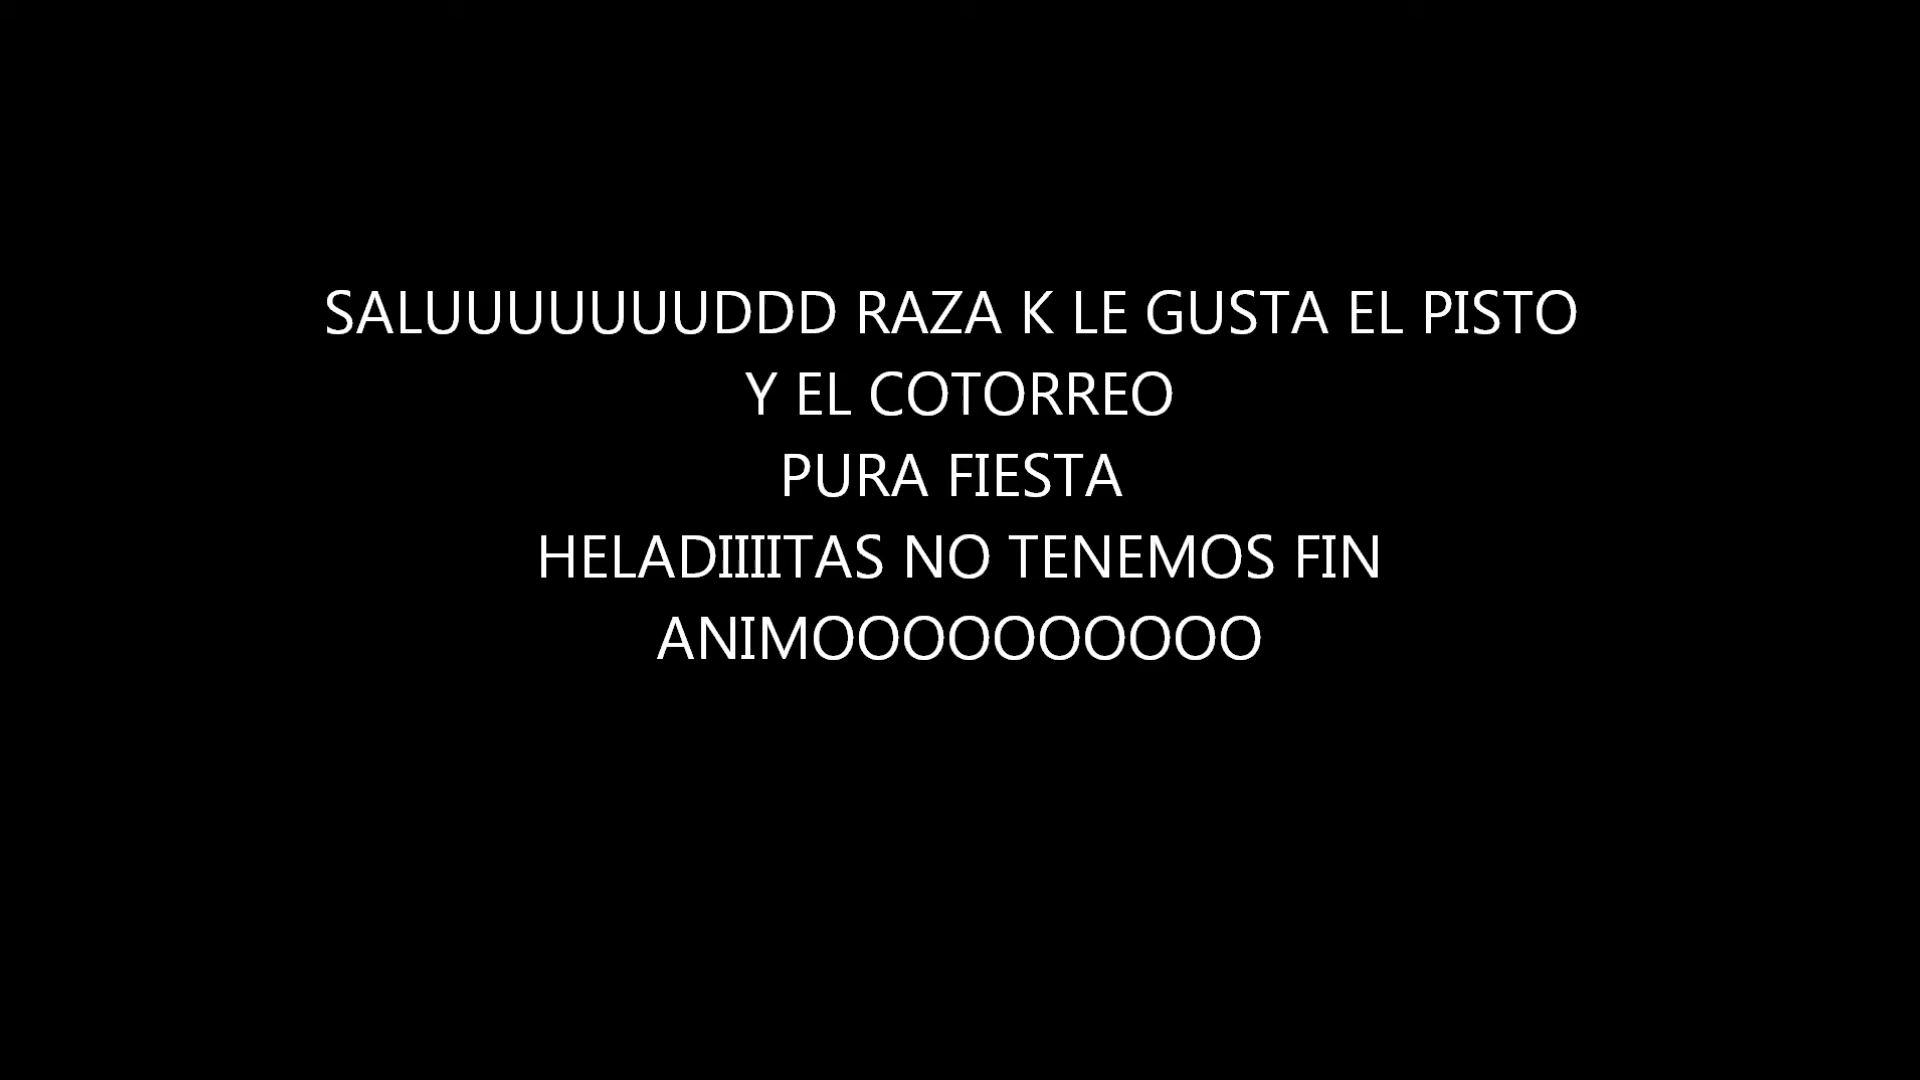 SALUUUUUUUDDD RAZA K LE GUSTA EL PISTO
Y EL COTORREO
PURA FIESTA
HELADIIIITAS NO TENEMOS FIN
ANIMOOOOOOOOOO